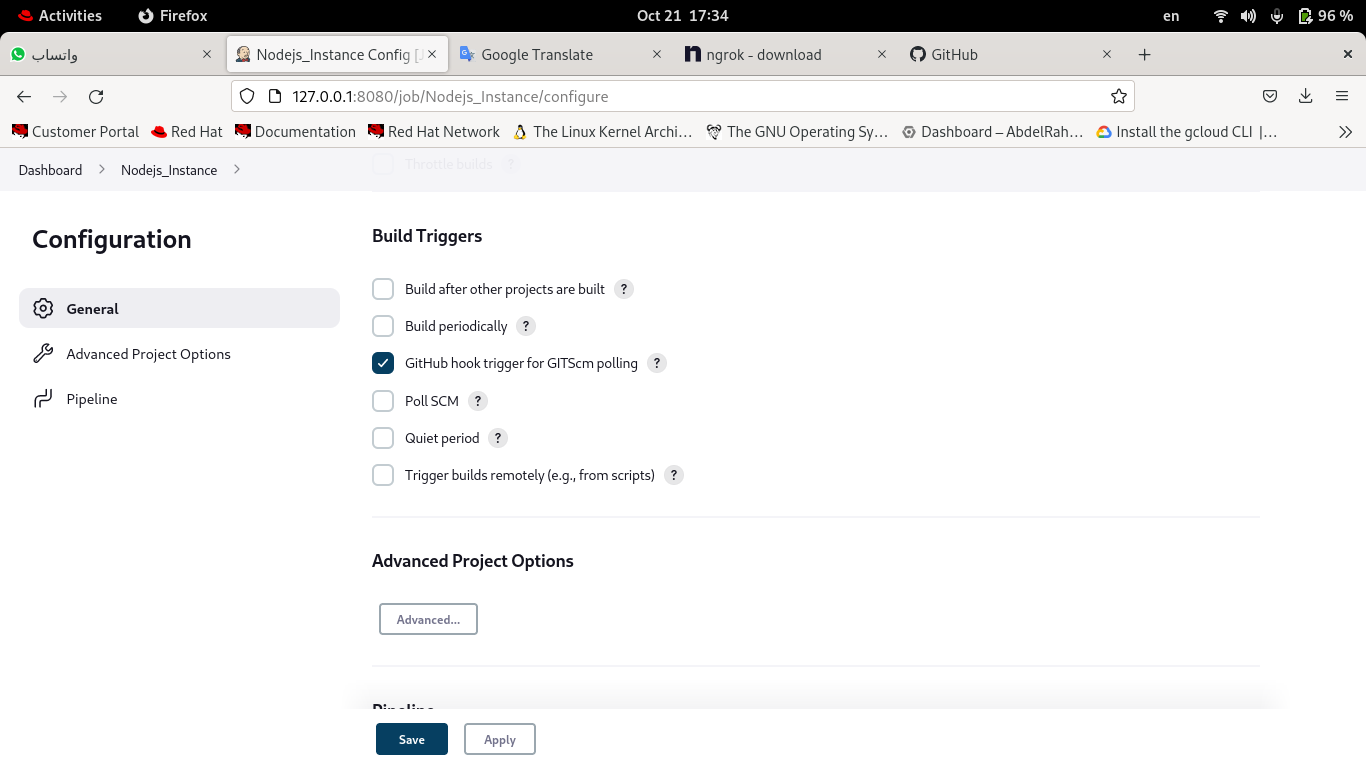 Activities Firefox Oct 21 17:34 en 96 %
واتساب Nodejs_Instance Config [J Google Translate ngrok - download GitHub
127.0.0.1:8080/job/Nodejs_Instance/configure
Customer Portal Red Hat Documentation Red Hat Network The Linux Kernel Archi… The GNU Operating Sy… Dashboard – AbdelRah… Install the gcloud CLI |…
Throttle builds ?
Dashboard Nodejs_Instance
Configuration
General
Advanced Project Options
Pipeline
Build Triggers
Build after other projects are built ?
Build periodically ?
GitHub hook trigger for GITScm polling ?
Poll SCM ?
Quiet period ?
Trigger builds remotely (e.g., from scripts) ?
Advanced Project Options
Advanced...
Pipeline
Save Apply